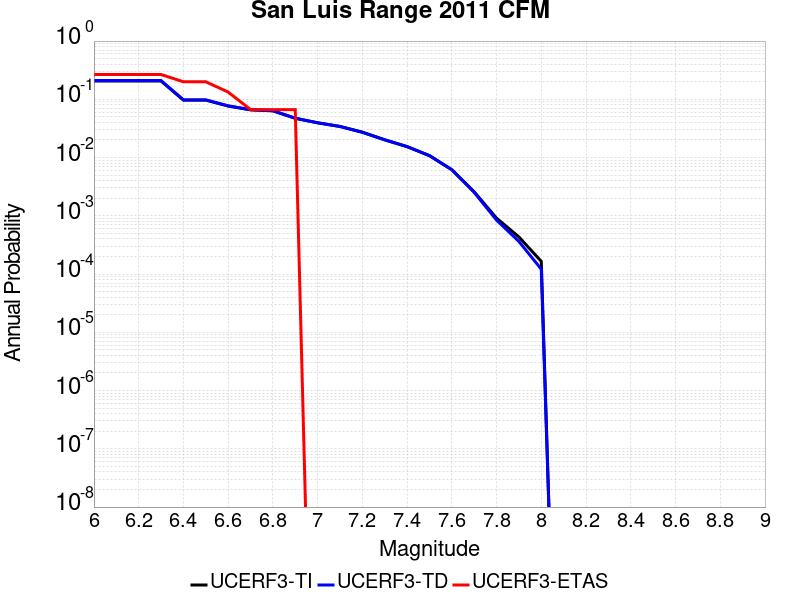 San Luis Range 2011 CFM
10^0
10^-1
10^-2
10^-3
10^-4
10^-5
10^-6
10^-7
10^-8
Annual Probability
6 6.2 6.4 6.6 6.8 7 7.2 7.4 7.6 7.8 8 8.2 8.4 8.6 8.8 9
Magnitude
UCERF3-TI UCERF3-TD UCERF3-ETAS